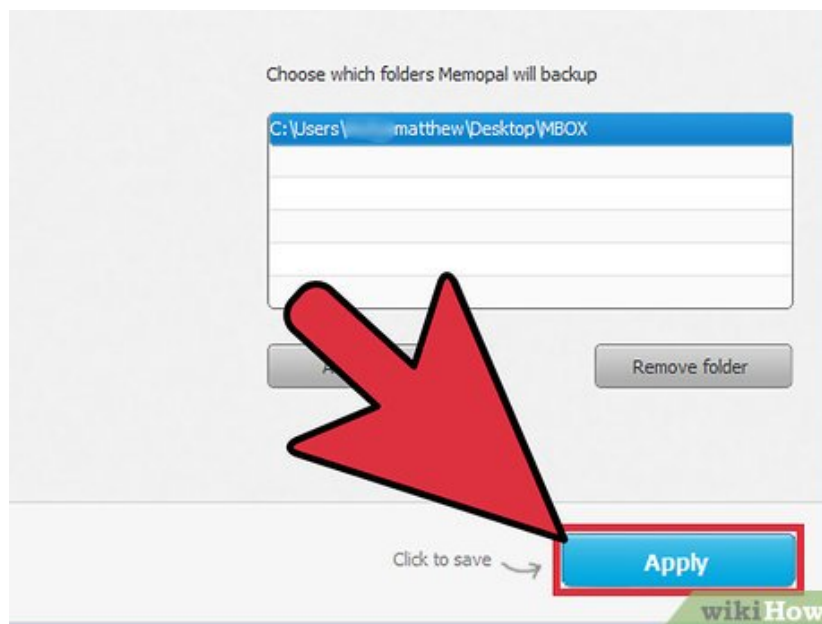 Choose which folders Memopal will backup
C:\Users\ matthew\Desktop\MBOX
Remove folder
Click to save
Apply
wikiHow